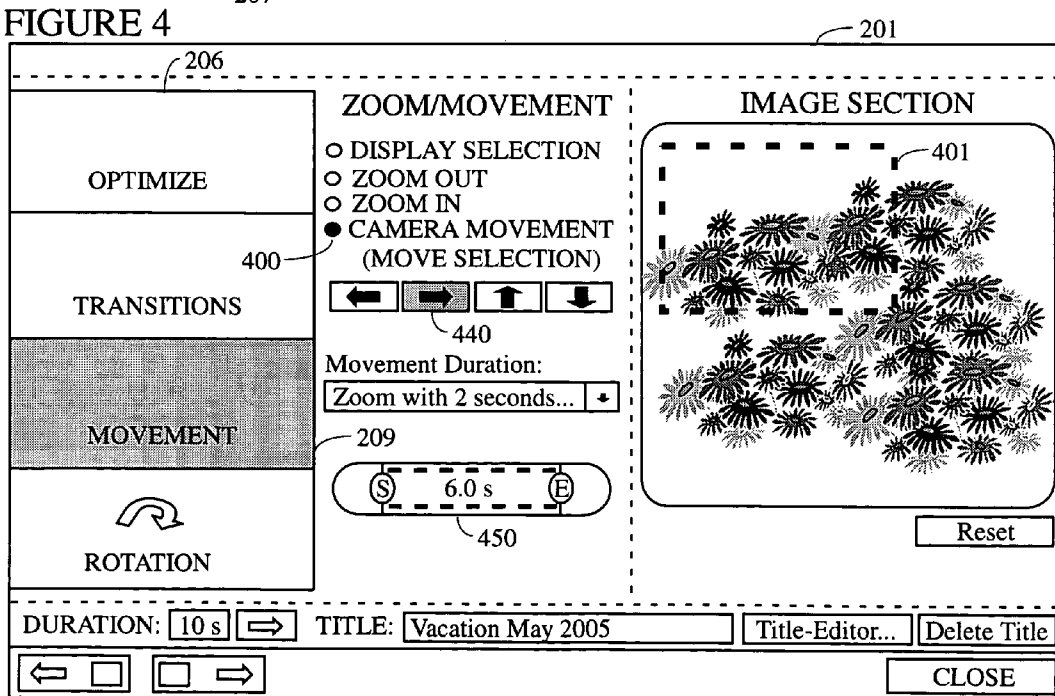 FIGURE 4
201
206
OPTIMIZE
TRANSITIONS
MOVEMENT
209
ROTATION
ZOOM/MOVEMENT
DISPLAY SELECTION
ZOOM OUT
ZOOM IN
CAMERA MOVEMENT
(MOVE SELECTION)
400
440
Movement Duration:
Zoom with 2 seconds...
S 6.0 s E
450
IMAGE SECTION
401
Reset
DURATION: 10 s TITLE: Vacation May 2005 Title-Editor... Delete Title
CLOSE